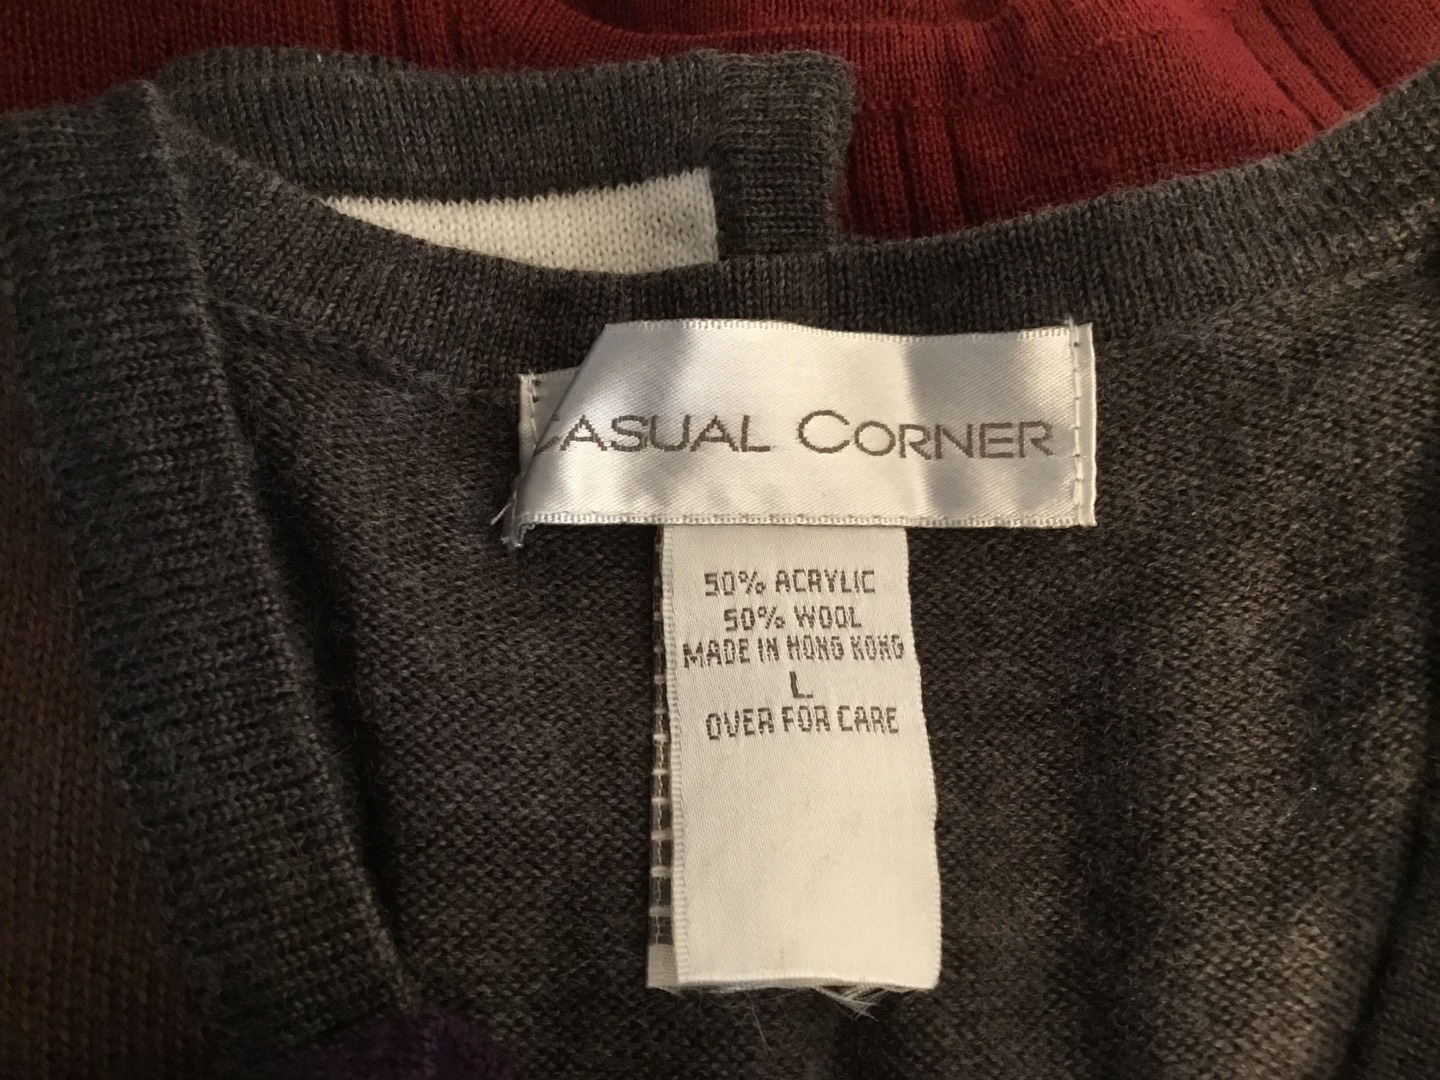 CASUAL CORNER
50% ACRYLIC
50% WOOL
MADE IN HONG KONG
L
OVER FOR CARE